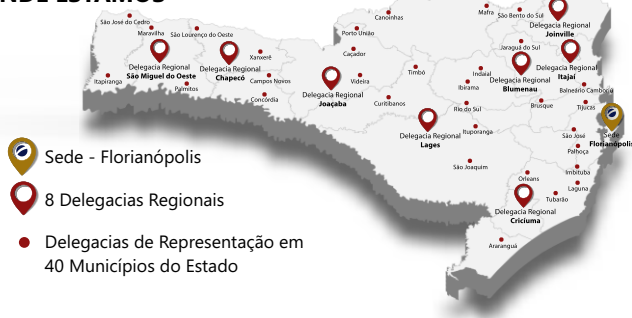 NDE ESTAMOS
São José do Cedro
Maravilha
São Lourenço do Oeste
Delegacia Regional
São Miguel do Oeste
Itapiranga
Palmitos
Delegacia Regional
Chapecó
Xanxerê
Campos Novos
Concórdia
Canoinhas
Porto União
Caçador
Videira
Delegacia Regional
Joaçaba
Curitibanos
Timbó
Mafra
São Bento do Sul
Delegacia Regional
Joinville
Jaraguá do Sul
Indaial
Ibirama
Delegacia Regional
Blumenau
Delegacia Regional
Itajaí
Balneário Camboriú
Brusque
Tijucas
Rio do Sul
Ituporanga
Delegacia Regional
Lages
São José
Palhoça
Sede
Florianópolis
São Joaquim
Orleans
Imbituba
Laguna
Tubarão
Delegacia Regional
Criciuma
Araranguá
Sede - Florianópolis
8 Delegacias Regionais
Delegacias de Representação em
40 Municípios do Estado